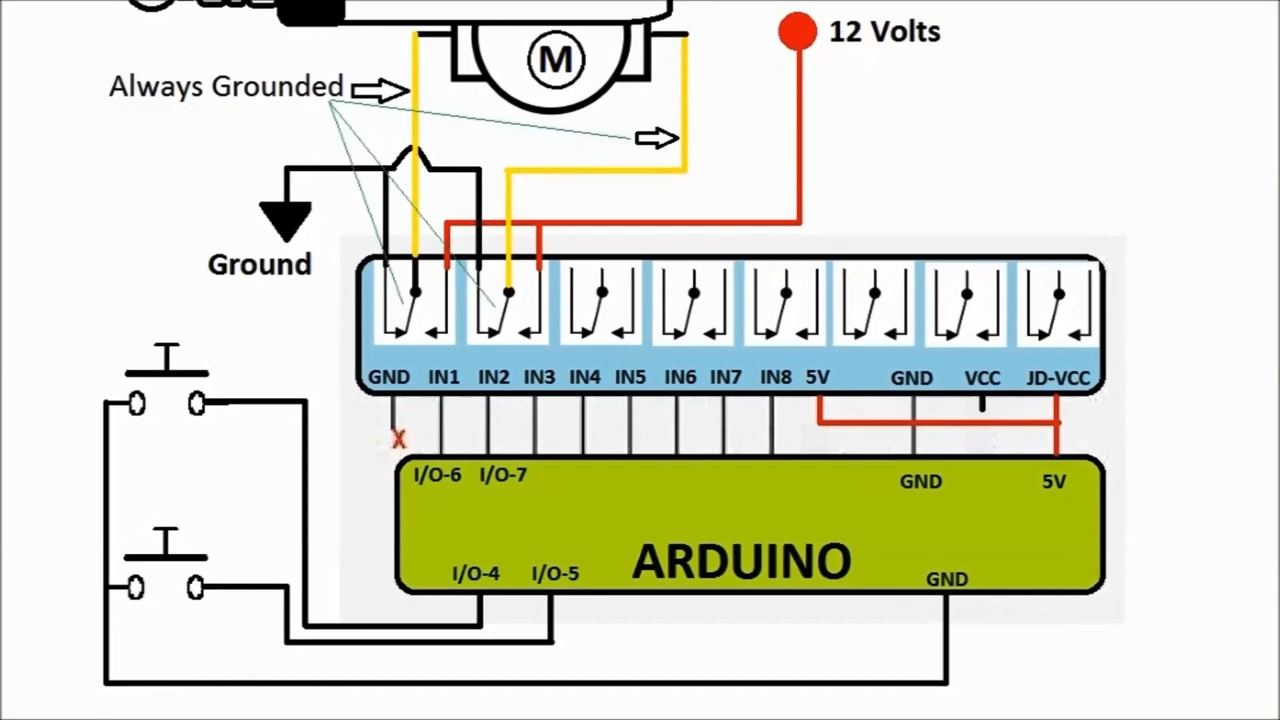 12 Volts
M
Always Grounded
Ground
GND IN1 IN2 IN3 IN4 IN5 IN6 IN7 IN8 5V GND VCC JD-VCC
X
I/O-6 I/O-7 GND 5V
ARDUINO
I/O-4 I/O-5 GND